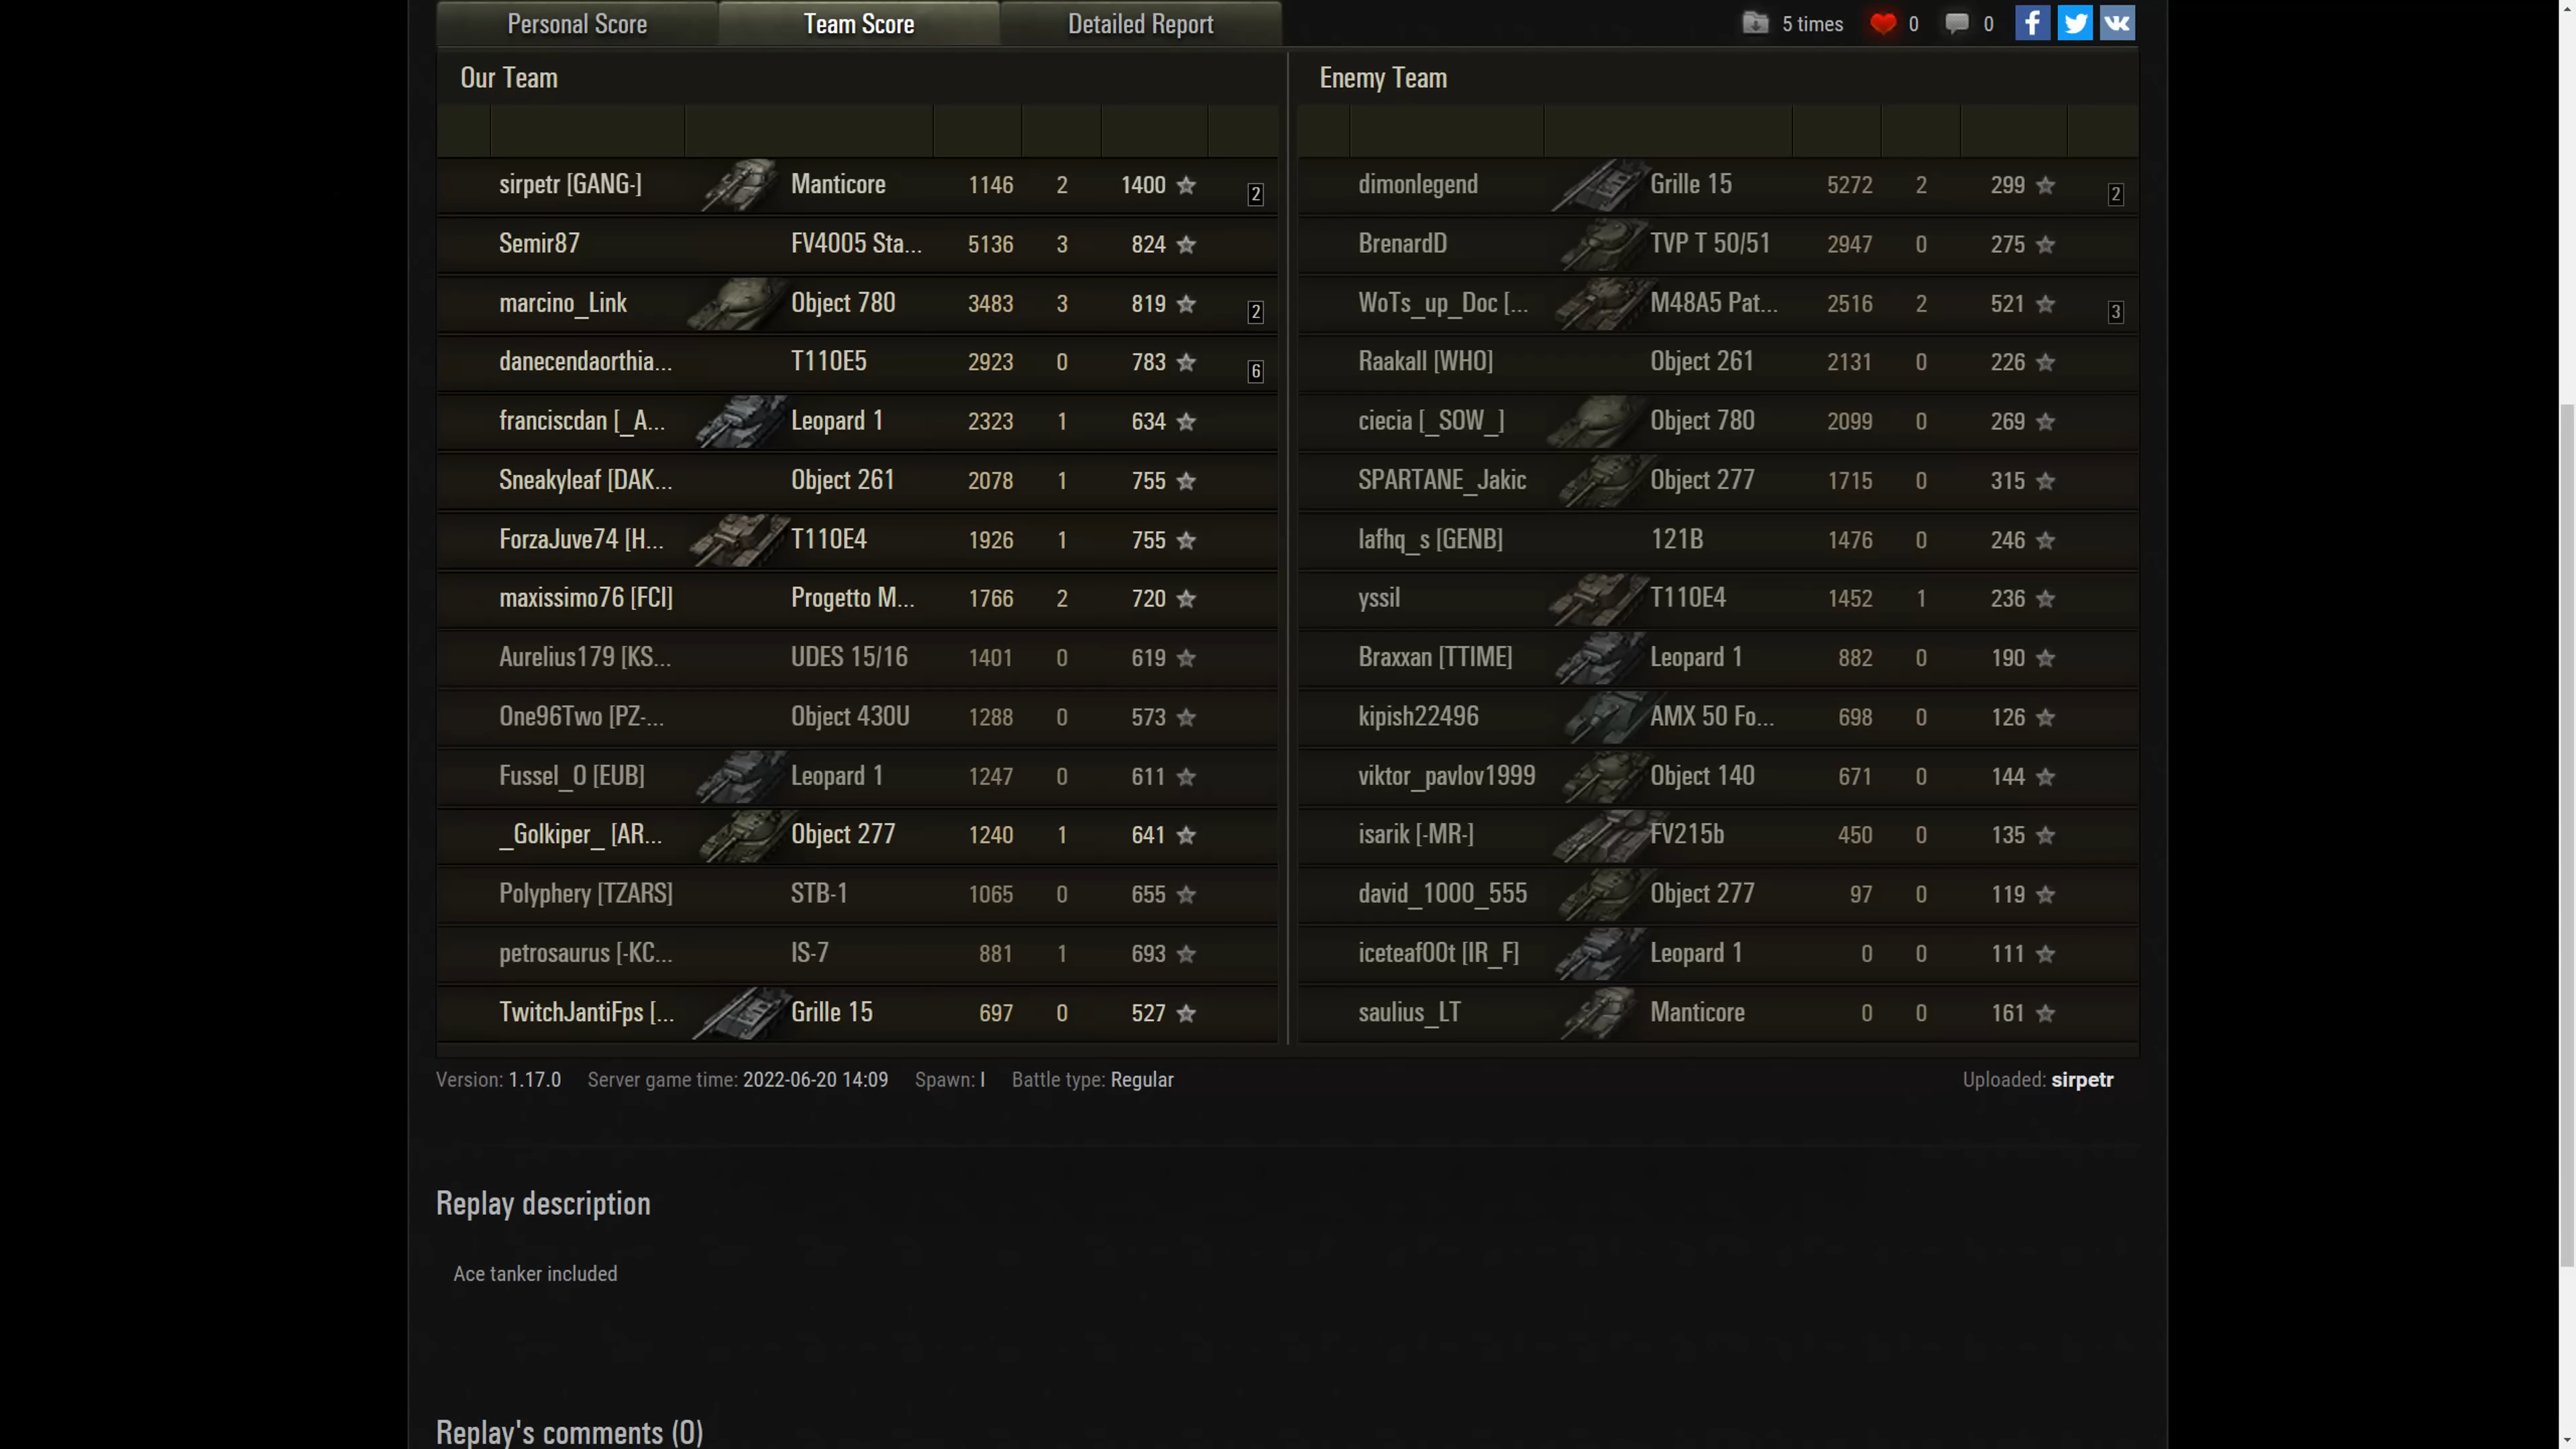 Personal Score Team Score Detailed Report 5 times 0 0
Our Team
sirpetr [GANG-] Manticore 1146 2 1400 2
Semir87 FV4005 Sta... 5136 3 824
marcino_Link Object 780 3483 3 819 2
danecendaorthia... T110E5 2923 0 783 6
franciscdan [_A... Leopard 1 2323 1 634
Sneakyleaf [DAK... Object 261 2078 1 755
ForzaJuve74 [H... T110E4 1926 1 755
maxissimo76 [FCI] Progetto M... 1766 2 720
Aurelius179 [KS... UDES 15/16 1401 0 619
One96Two [PZ-... Object 430U 1288 0 573
Fussel_O [EUB] Leopard 1 1247 0 611
_Golkiper_ [AR... Object 277 1240 1 641
Polyphery [TZARS] STB-1 1065 0 655
petrosaurus [-KC... IS-7 881 1 693
TwitchJantiFps [... Grille 15 697 0 527
Enemy Team
dimonlegend Grille 15 5272 2 299 2
BrenardD TVP T 50/51 2947 0 275
WoTs_up_Doc [... M48A5 Pat... 2516 2 521 3
Raakall [WHO] Object 261 2131 0 226
ciecia [_SOW_] Object 780 2099 0 269
SPARTANE_Jakic Object 277 1715 0 315
lafhq_s [GENB] 121B 1476 0 246
yssil T110E4 1452 1 236
Braxxan [TTIME] Leopard 1 882 0 190
kipish22496 AMX 50 Fo... 698 0 126
viktor_pavlov1999 Object 140 671 0 144
isarik [-MR-] FV215b 450 0 135
david_1000_555 Object 277 97 0 119
iceteaf00t [IR_F] Leopard 1 0 0 111
saulius_LT Manticore 0 0 161
Version: 1.17.0 Server game time: 2022-06-20 14:09 Spawn: I Battle type: Regular Uploaded: sirpetr
Replay description
Ace tanker included
Replay's comments (0)